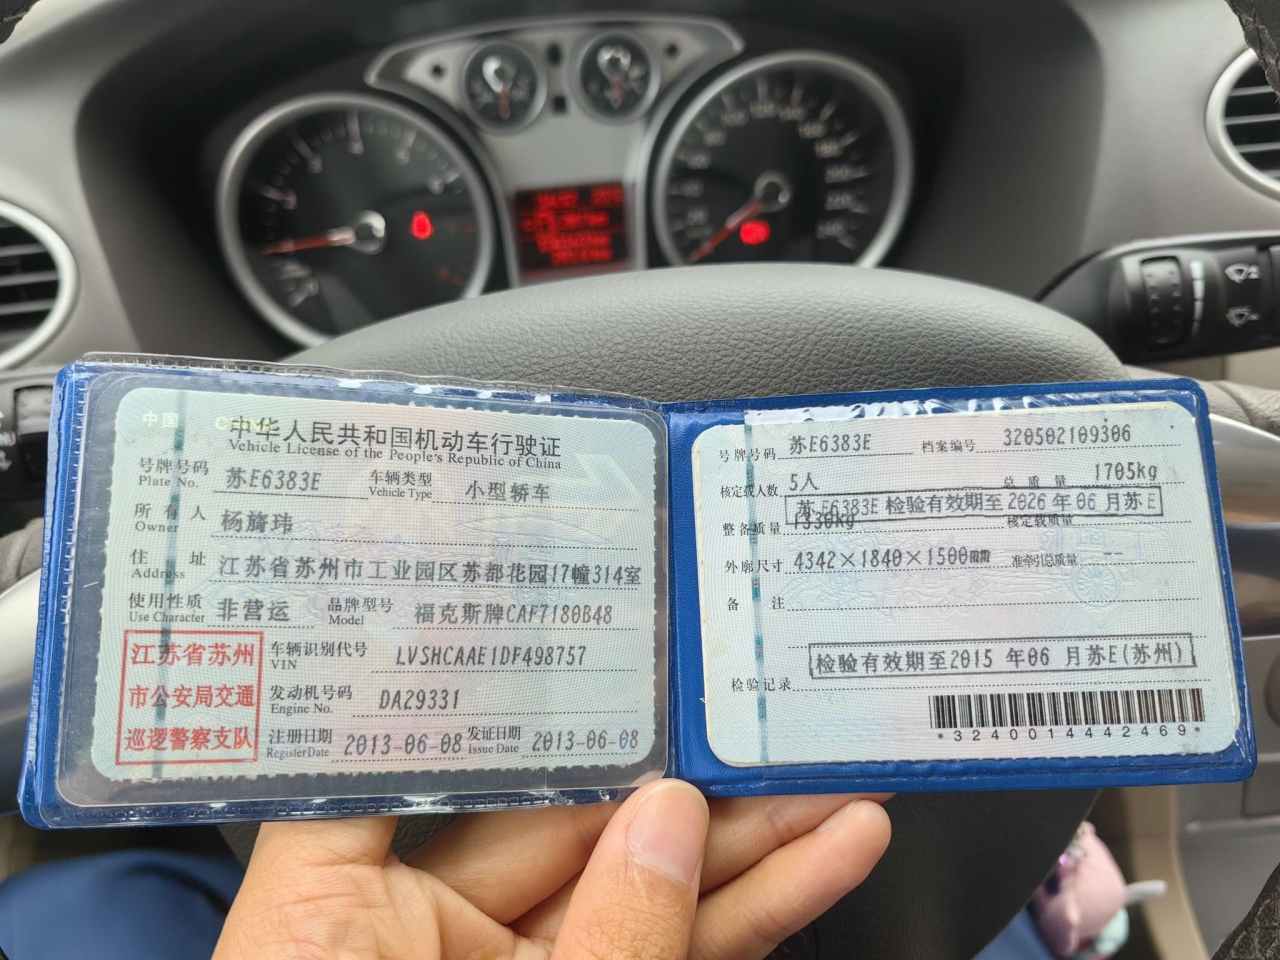 中国 CHINA
中华人民共和国机动车行驶证
Vehicle License of the People's Republic of China
号牌号码 苏E6383E 车辆类型 小型轿车
Plate No. Vehicle Type
所有人 杨旖玮
Owner
住址 江苏省苏州市工业园区苏都花园17幢314室
Address
使用性质 非营运 品牌型号 福克斯牌CAF7180B48
Use Character Model
江苏省苏州
市公安局交通
巡逻警察支队
车辆识别代号 LVSHCAAE1DF498757
VIN
发动机号码 DA29331
Engine No.
注册日期 2013-06-08 发证日期 2013-06-08
Register Date Issue Date
号牌号码 苏E6383E 档案编号 320502109306
核定载人数 5人 总质量 1705kg
苏E6383E 检验有效期至2026年06月苏E
整备质量 1330kg 核定载质量
外廓尺寸 4342×1840×1500mm 准牵引总质量 --
备注
检验有效期至2015年06月苏E(苏州)
检验记录
*3240014442469*